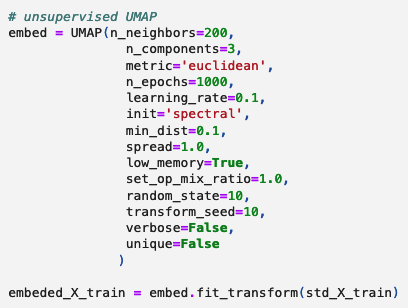 # unsupervised UMAP
embed = UMAP(n_neighbors=200,
n_components=3,
metric='euclidean',
n_epochs=1000,
learning_rate=0.1,
init='spectral',
min_dist=0.1,
spread=1.0,
low_memory=True,
set_op_mix_ratio=1.0,
random_state=10,
transform_seed=10,
verbose=False,
unique=False
)
embeded_X_train = embed.fit_transform(std_X_train)